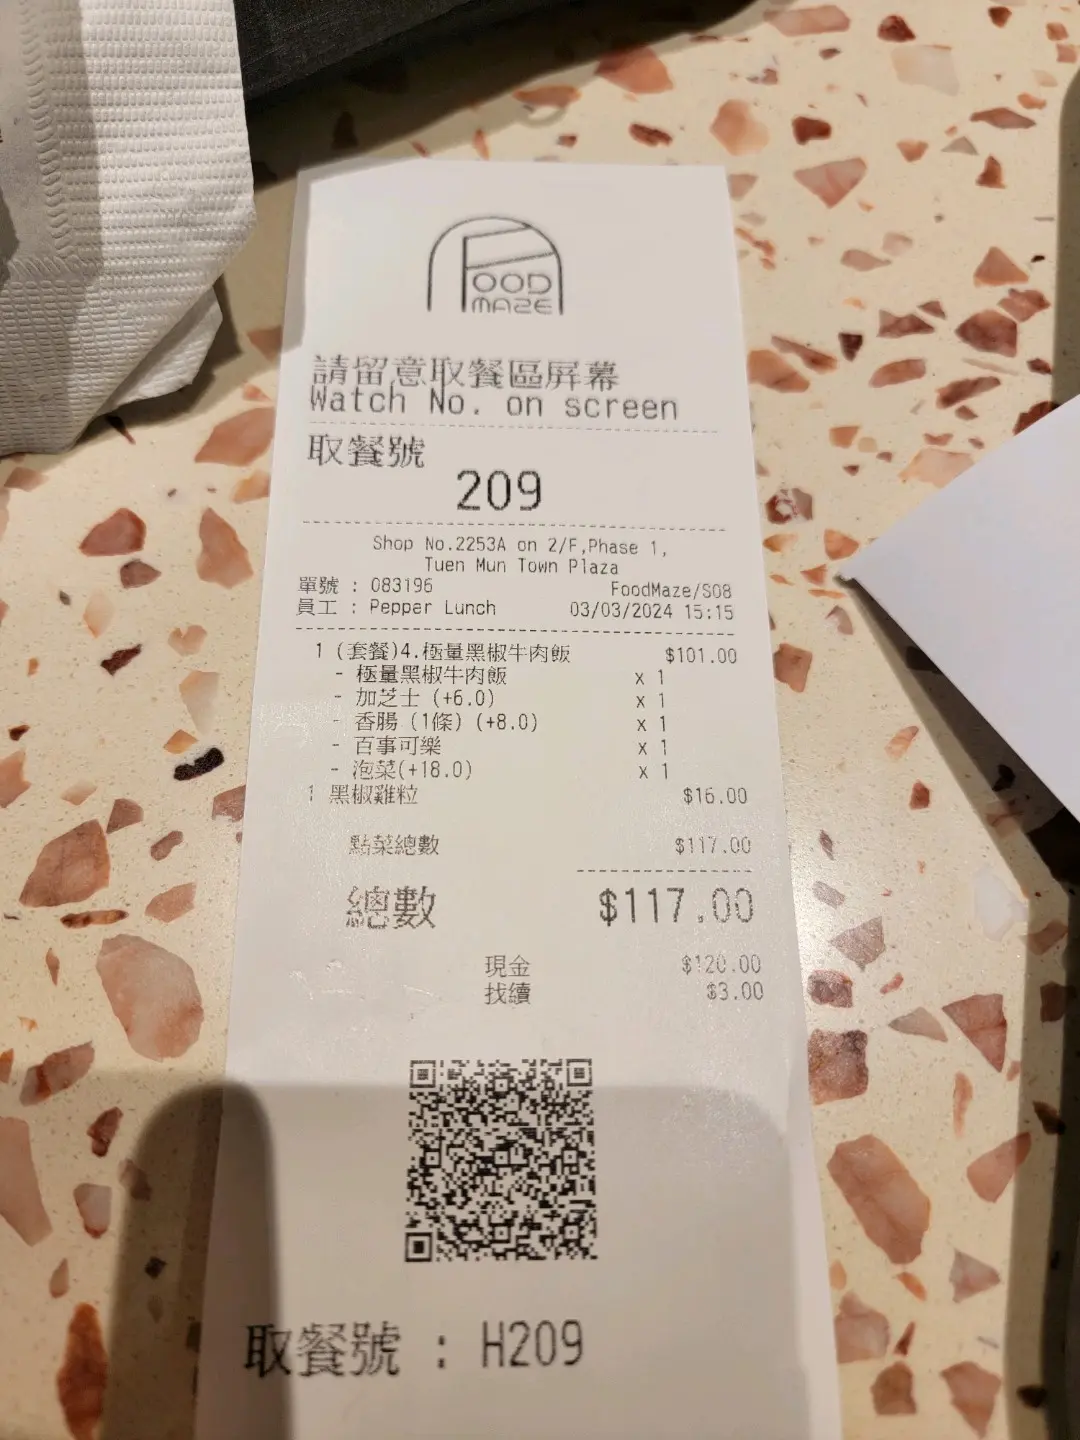 FOOD
MAZE
請留意取餐區屏幕
Watch No. on screen
取餐號
209
Shop No.2253A on 2/F,Phase 1,
Tuen Mun Town Plaza
單號 : 083196 FoodMaze/S08
員工 : Pepper Lunch 03/03/2024 15:15
1 (套餐)4.極量黑椒牛肉飯 $101.00
- 極量黑椒牛肉飯 x 1
- 加芝士 (+6.0) x 1
- 香腸 (1條) (+8.0) x 1
- 百事可樂 x 1
- 泡菜(+18.0) x 1
1 黑椒雞粒 $16.00
點菜總數 $117.00
總數 $117.00
現金 $120.00
找續 $3.00
取餐號 : H209